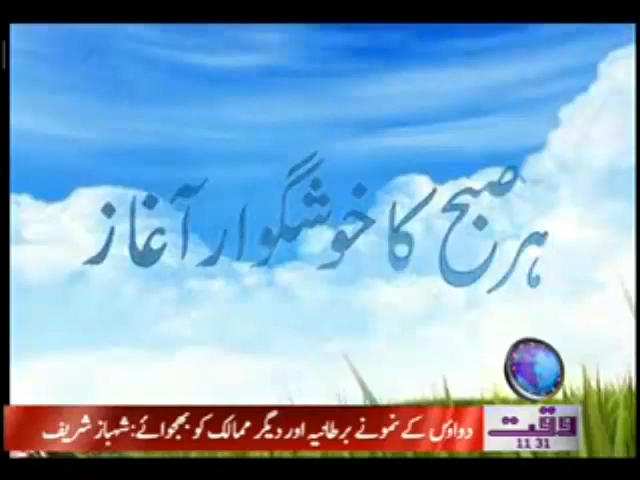 ہر صبح کا خوشگوار آغاز
دواؤں کے نمونے برطانیہ اور دیگر ممالک کو بھجوائے: شہباز شریف
وقت
11 31